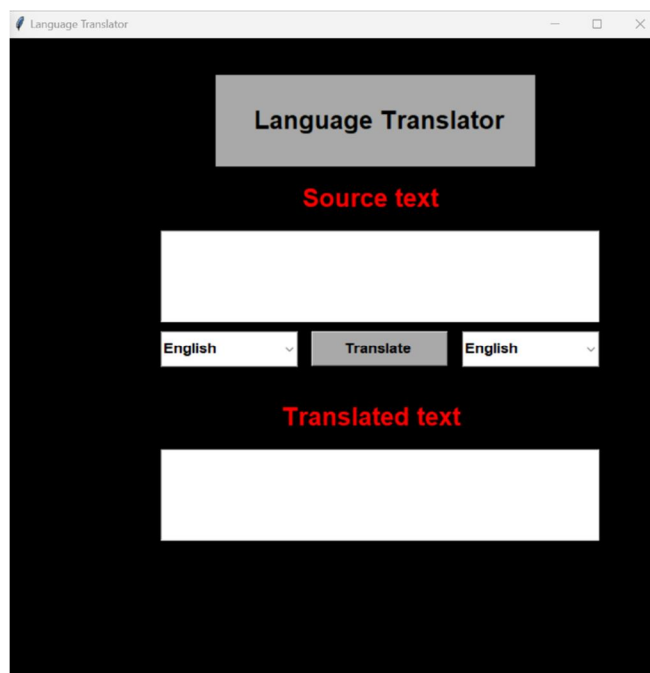 Language Translator
Language Translator
Source text
English Translate English
Translated text